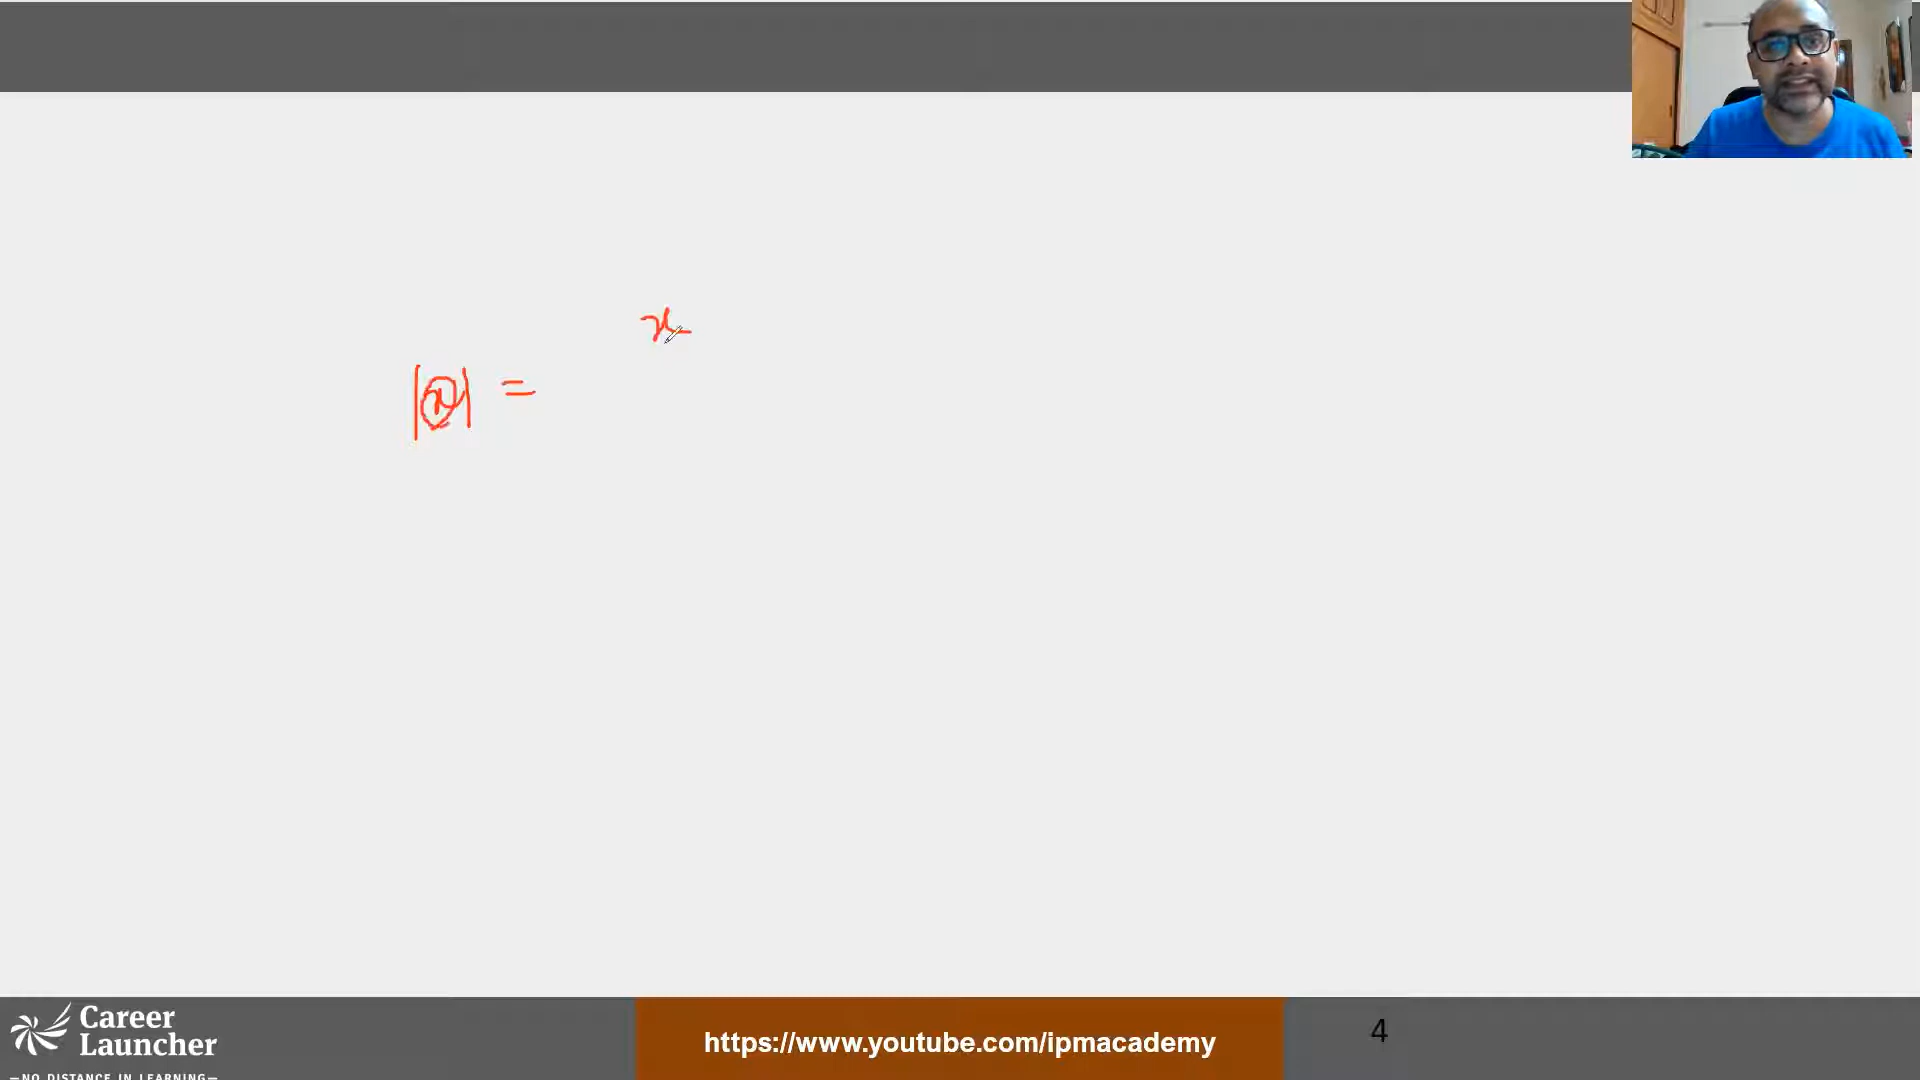 x
|x| =
Career
Launcher
—NO DISTANCE IN LEARNING—
https://www.youtube.com/ipmacademy
4